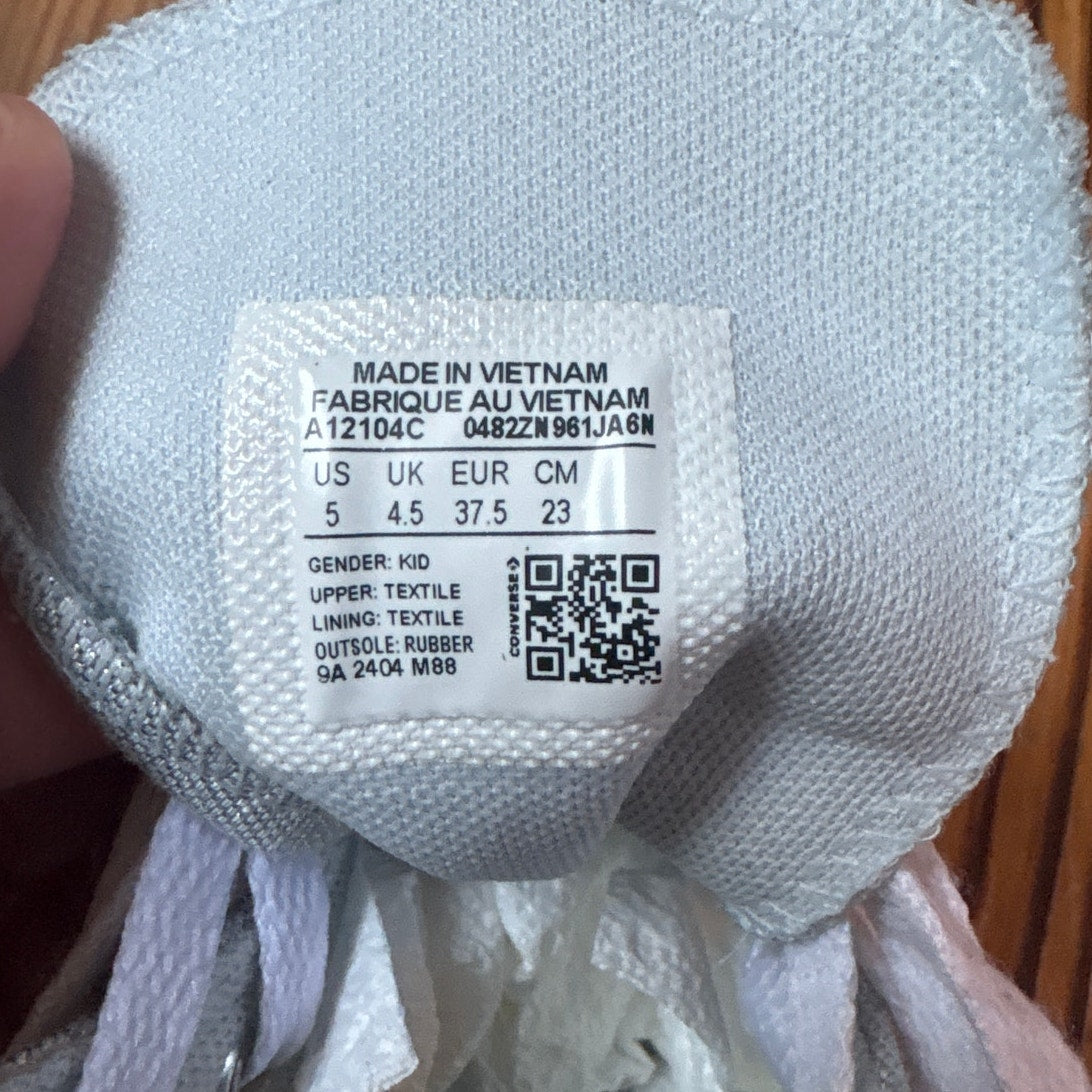 MADE IN VIETNAM
FABRIQUE AU VIETNAM
A12104C 0482ZN961JA6N
US UK EUR CM
5 4.5 37.5 23
GENDER: KID
UPPER: TEXTILE
LINING: TEXTILE
OUTSOLE: RUBBER
9A 2404 M88
CONVERSE